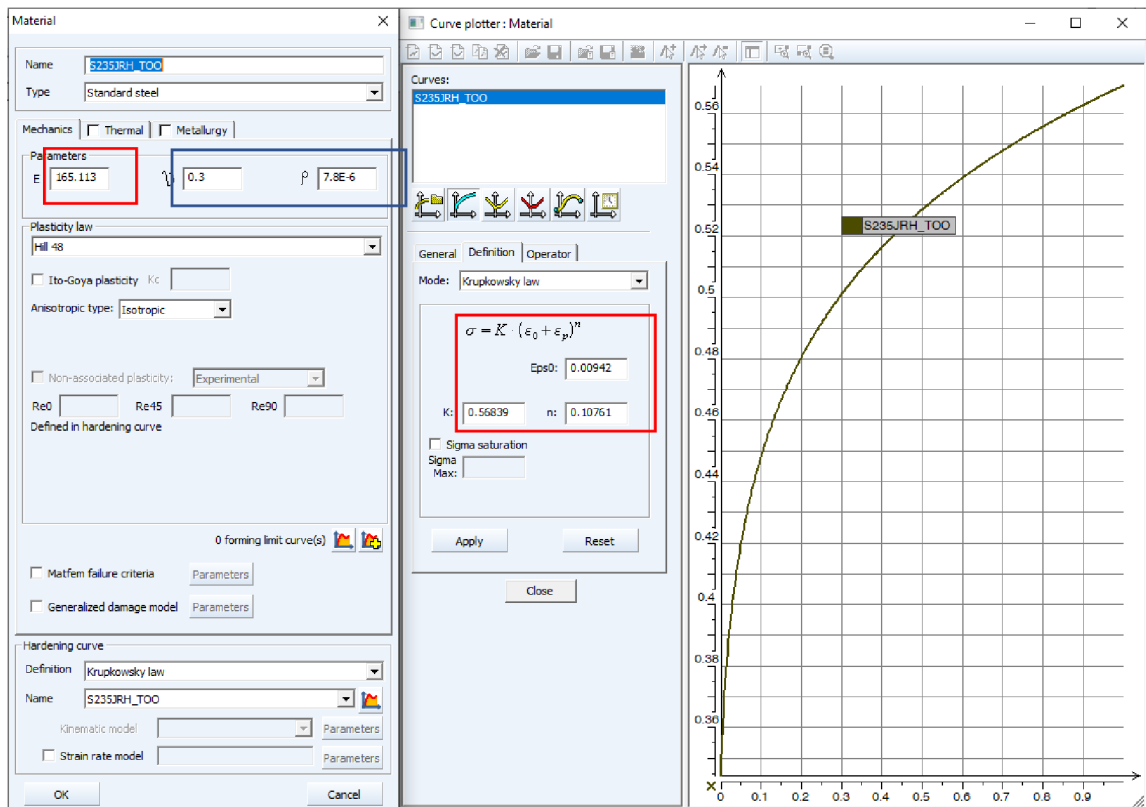 Material
Name S235JRH_TOO
Type Standard steel
Mechanics Thermal Metallurgy
Parameters
E 165.113 ν 0.3 ρ 7.8E-6
Plasticity law
Hill 48
Ito-Goya plasticity Kc
Anisotropic type: Isotropic
Non-associated plasticity: Experimental
Re0 Re45 Re90
Defined in hardening curve
0 forming limit curve(s)
Matfem failure criteria Parameters
Generalized damage model Parameters
Hardening curve
Definition Krupkowsky law
Name S235JRH_TOO
Kinematic model Parameters
Strain rate model Parameters
OK Cancel
Curve plotter : Material
Curves:
S235JRH_TOO
General Definition Operator
Mode: Krupkowsky law
σ = K · (ε₀ + εₚ)ⁿ
Eps0: 0.00942
K: 0.56839 n: 0.10761
Sigma saturation
Sigma
Max:
Apply Reset
Close
0.56
0.54
S235JRH_TOO
0.52
0.5
0.48
0.46
0.44
0.42
0.4
0.38
0.36
0 0.1 0.2 0.3 0.4 0.5 0.6 0.7 0.8 0.9